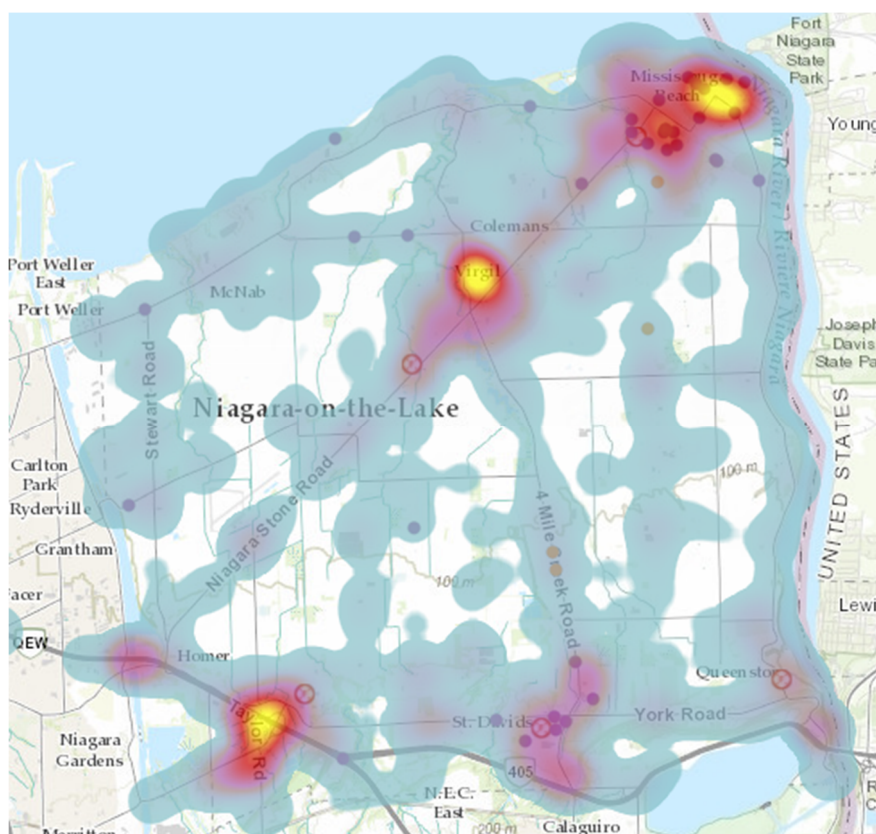 Fort
Niagara
State
Park
Mississauga
Beach
Niagara River / Rivière Niagara
Young
Colemans
Port Weller
East
Virgil
McNab
Port Weller
Joseph
Davis
State Pa
Stewart Road
Niagara-on-the-Lake
UNITED STATES
Carlton
Park
100 m
Ryderville
Niagara Stone Road
4 Mile Creek Road
Grantham
100 m
acer
Lewi
QEW
Homer
Queenston
Taylor Rd
St. Davids
York Road
Niagara
Gardens
405
N.E.C.
East
200 m
Calaguiro
Merritton